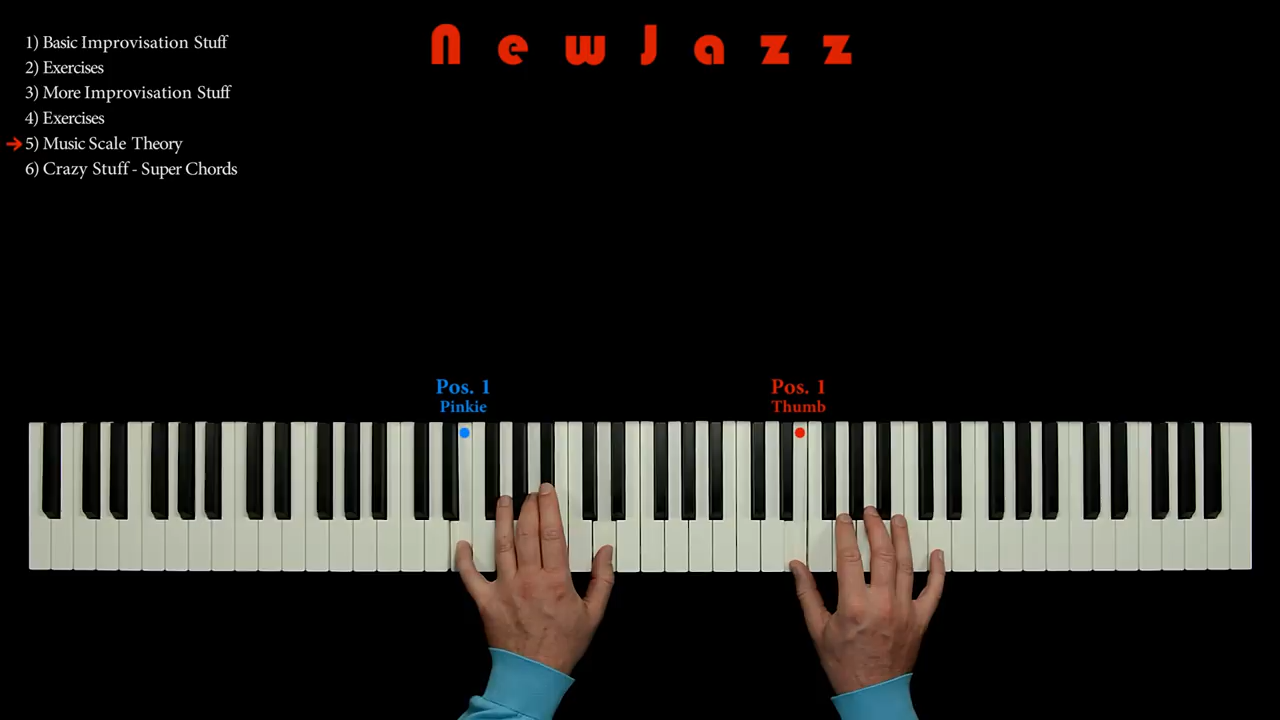 N e w J a z z
1) Basic Improvisation Stuff
2) Exercises
3) More Improvisation Stuff
4) Exercises
5) Music Scale Theory
6) Crazy Stuff - Super Chords
Pos. 1
Pinkie
Pos. 1
Thumb